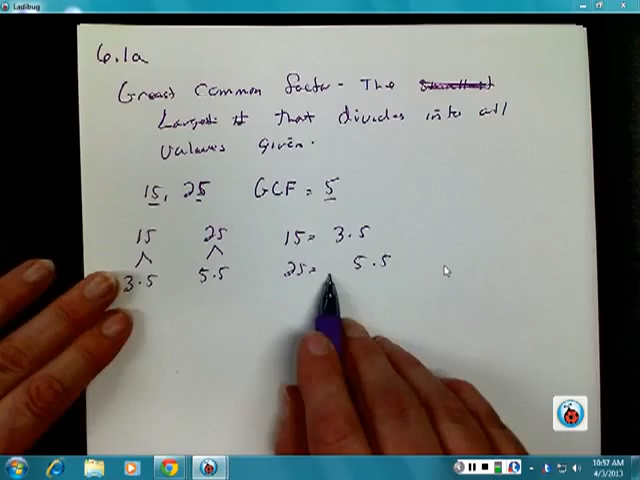 Ladibug
6.1a
Greatest Common factor - The
Largest # that divides into all
values given.
15, 25 GCF = 5
15 25 15 = 3·5
3·5 5·5 25 = 5·5
10:57 AM
4/3/2013